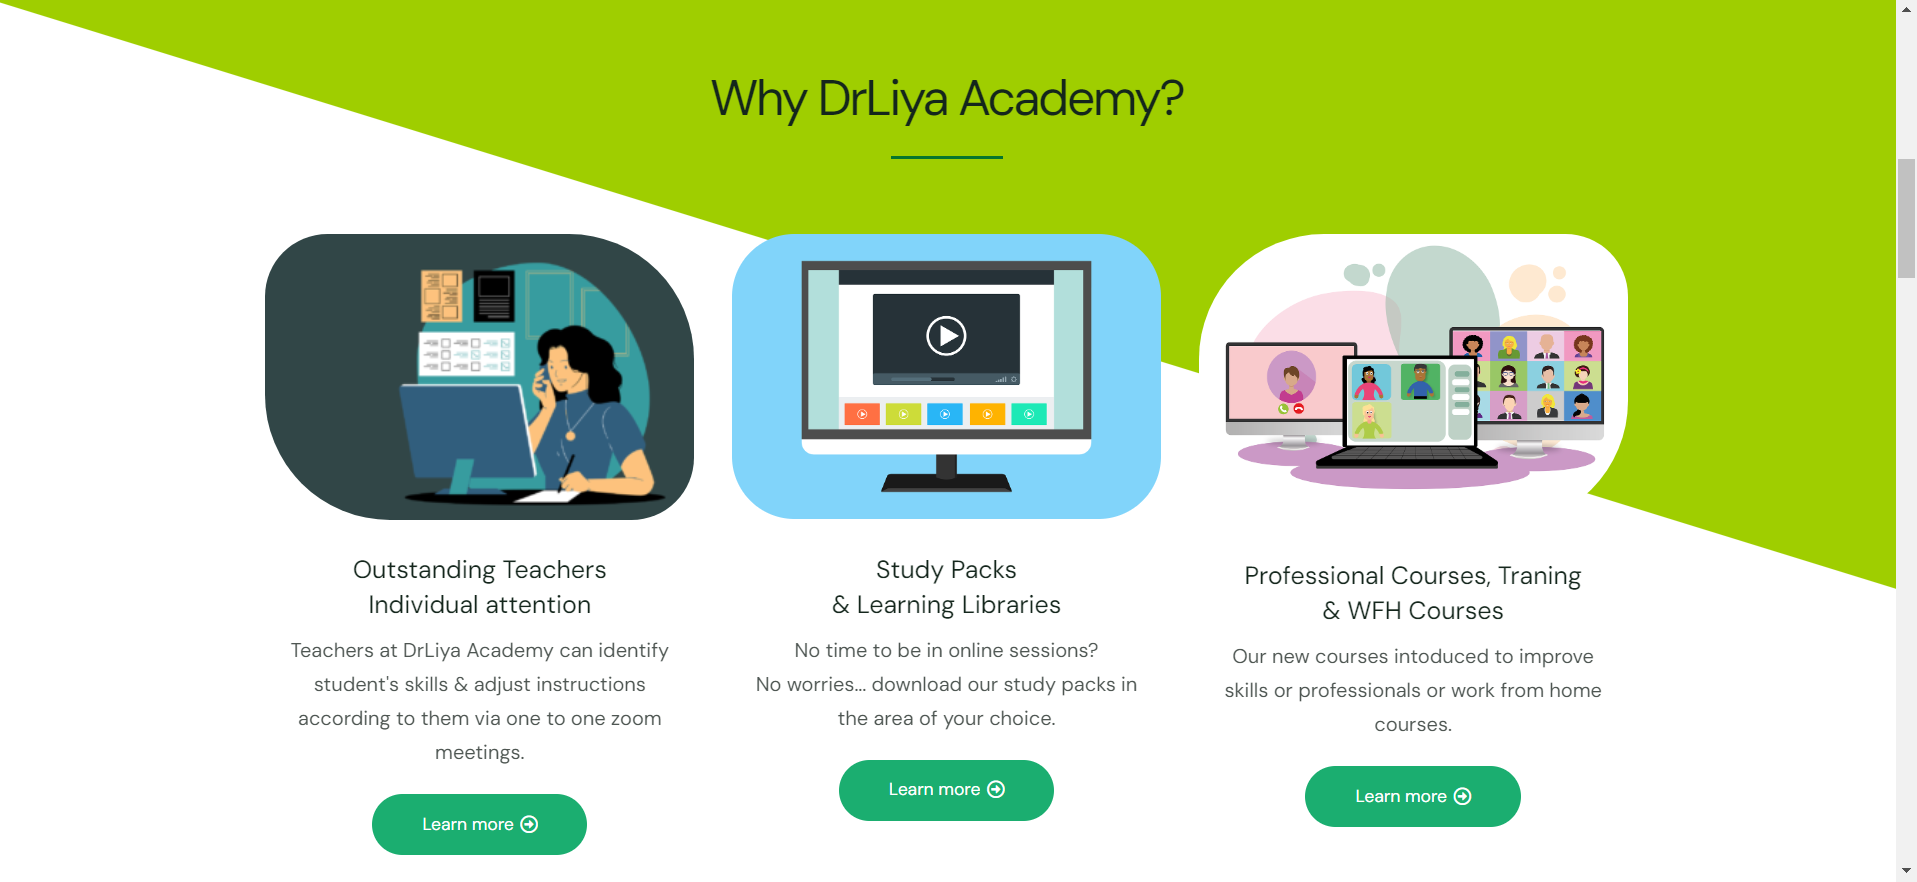 Why DrLiya Academy?
Outstanding Teachers
Individual attention
Teachers at DrLiya Academy can identify
student's skills & adjust instructions
according to them via one to one zoom
meetings.
Learn more
Study Packs
& Learning Libraries
No time to be in online sessions?
No worries... download our study packs in
the area of your choice.
Learn more
Professional Courses, Traning
& WFH Courses
Our new courses intoduced to improve
skills or professionals or work from home
courses.
Learn more